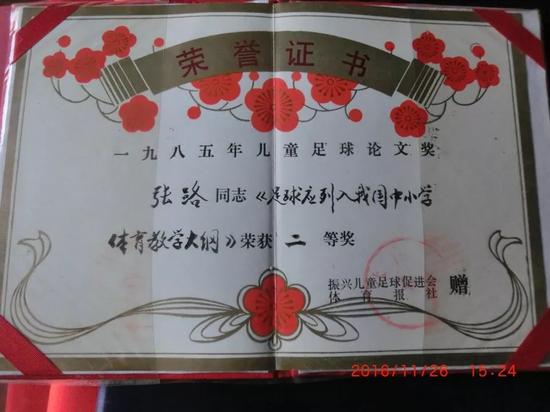 荣誉证书
一九八五年儿童足球论文奖
张路同志《足球应列入我国中小学
体育教学大纲》荣获二等奖
振兴儿童足球促进会
体育报社
赠
2016/11/26 15:24